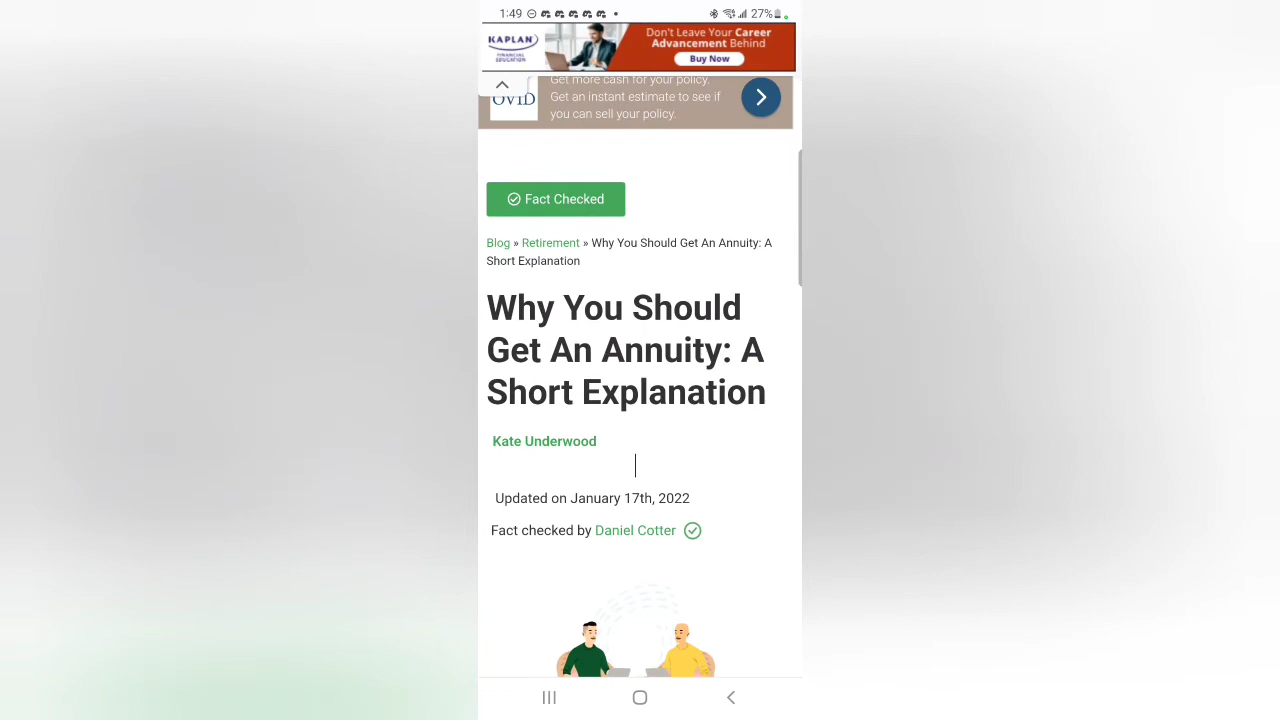 1:49
27%
KAPLAN
FINANCIAL
EDUCATION
Don't Leave Your Career
Advancement Behind
Buy Now
OVID
Get more cash for your policy.
Get an instant estimate to see if
you can sell your policy.
Fact Checked
Blog » Retirement » Why You Should Get An Annuity: A
Short Explanation
Why You Should
Get An Annuity: A
Short Explanation
Kate Underwood
Updated on January 17th, 2022
Fact checked by Daniel Cotter